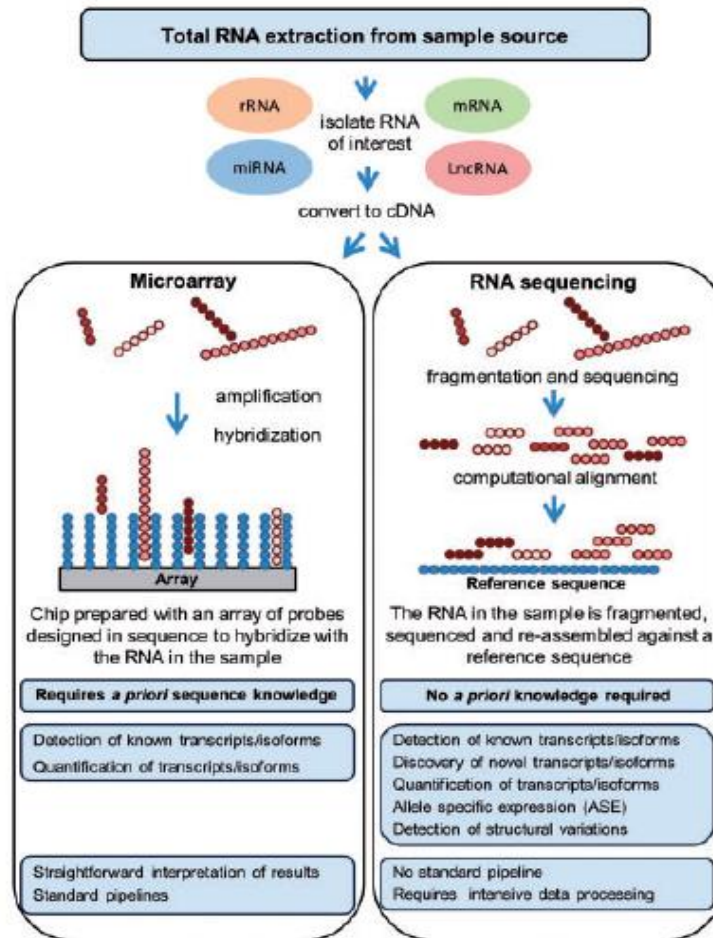 Total RNA extraction from sample source
rRNA
mRNA
isolate RNA
of interest
miRNA
LncRNA
convert to cDNA
Microarray
amplification
hybridization
Array
Chip prepared with an array of probes
designed in sequence to hybridize with
the RNA in the sample
Requires a priori sequence knowledge
Detection of known transcripts/isoforms
Quantification of transcripts/isoforms
Straightforward interpretation of results
Standard pipelines
RNA sequencing
fragmentation and sequencing
computational alignment
Reference sequence
The RNA in the sample is fragmented,
sequenced and re-assembled against a
reference sequence
No a priori knowledge required
Detection of known transcripts/isoforms
Discovery of novel transcripts/isoforms
Quantification of transcripts/isoforms
Allele specific expression (ASE)
Detection of structural variations
No standard pipeline
Requires intensive data processing